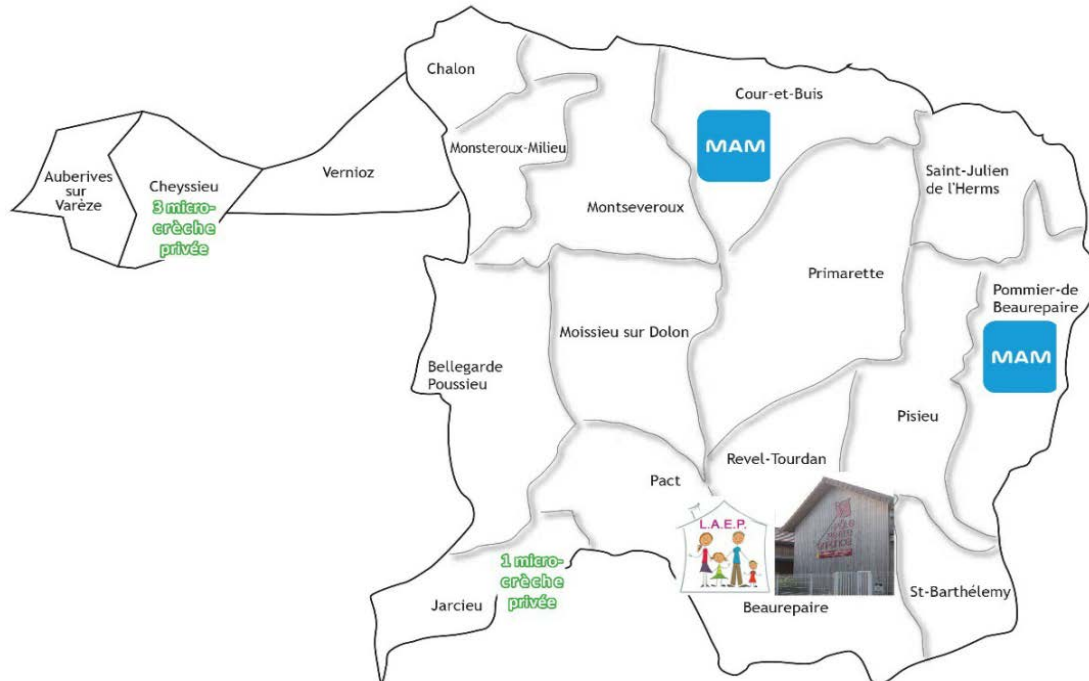 Chalon
Cour-et-Buis
MAM
Monsteroux-Milieu
Auberives
sur
Varèze
Cheyssieu
3 micro-
crèche
privée
Vernioz
Saint-Julien
de l'Herms
Montseveroux
Primarette
Pommier-de
Beaurepaire
MAM
Moissieu sur Dolon
Bellegarde
Poussieu
Pisieu
Revel-Tourdan
Pact
L.A.E.P.
1 micro-
crèche
privée
Jarcieu
Beaurepaire
St-Barthélemy